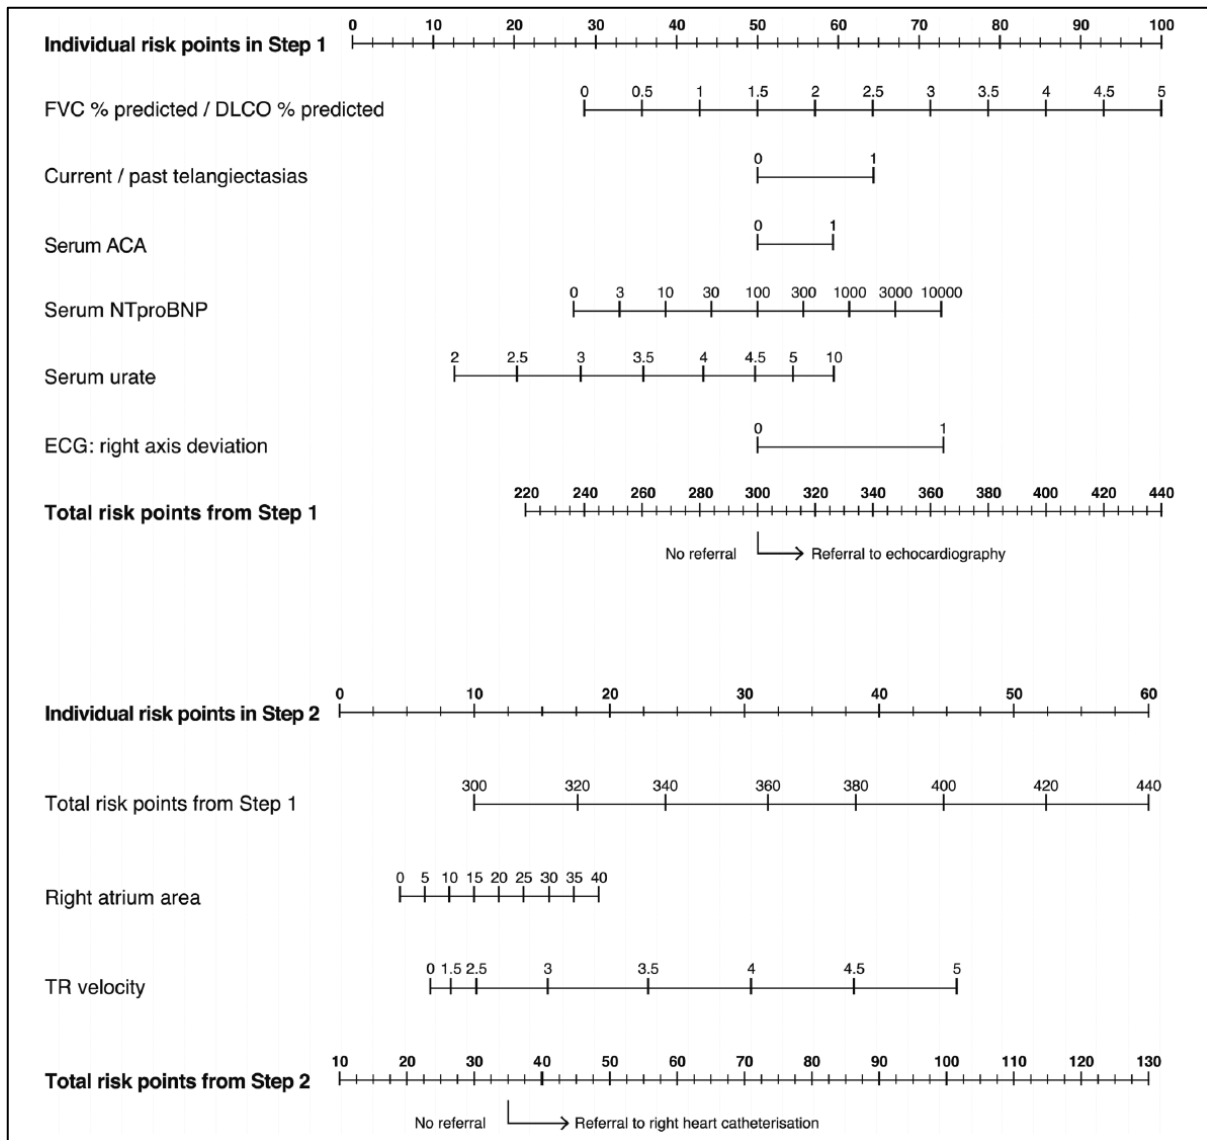 0 10 20 30 40 50 60 70 80 90 100
Individual risk points in Step 1
0 0.5 1 1.5 2 2.5 3 3.5 4 4.5 5
FVC % predicted / DLCO % predicted
0 1
Current / past telangiectasias
0 1
Serum ACA
0 3 10 30 100 300 1000 3000 10000
Serum NTproBNP
2 2.5 3 3.5 4 4.5 5 10
Serum urate
0 1
ECG: right axis deviation
220 240 260 280 300 320 340 360 380 400 420 440
Total risk points from Step 1
No referral Referral to echocardiography
0 10 20 30 40 50 60
Individual risk points in Step 2
300 320 340 360 380 400 420 440
Total risk points from Step 1
0 5 10 15 20 25 30 35 40
Right atrium area
0 1.5 2.5 3 3.5 4 4.5 5
TR velocity
10 20 30 40 50 60 70 80 90 100 110 120 130
Total risk points from Step 2
No referral Referral to right heart catheterisation